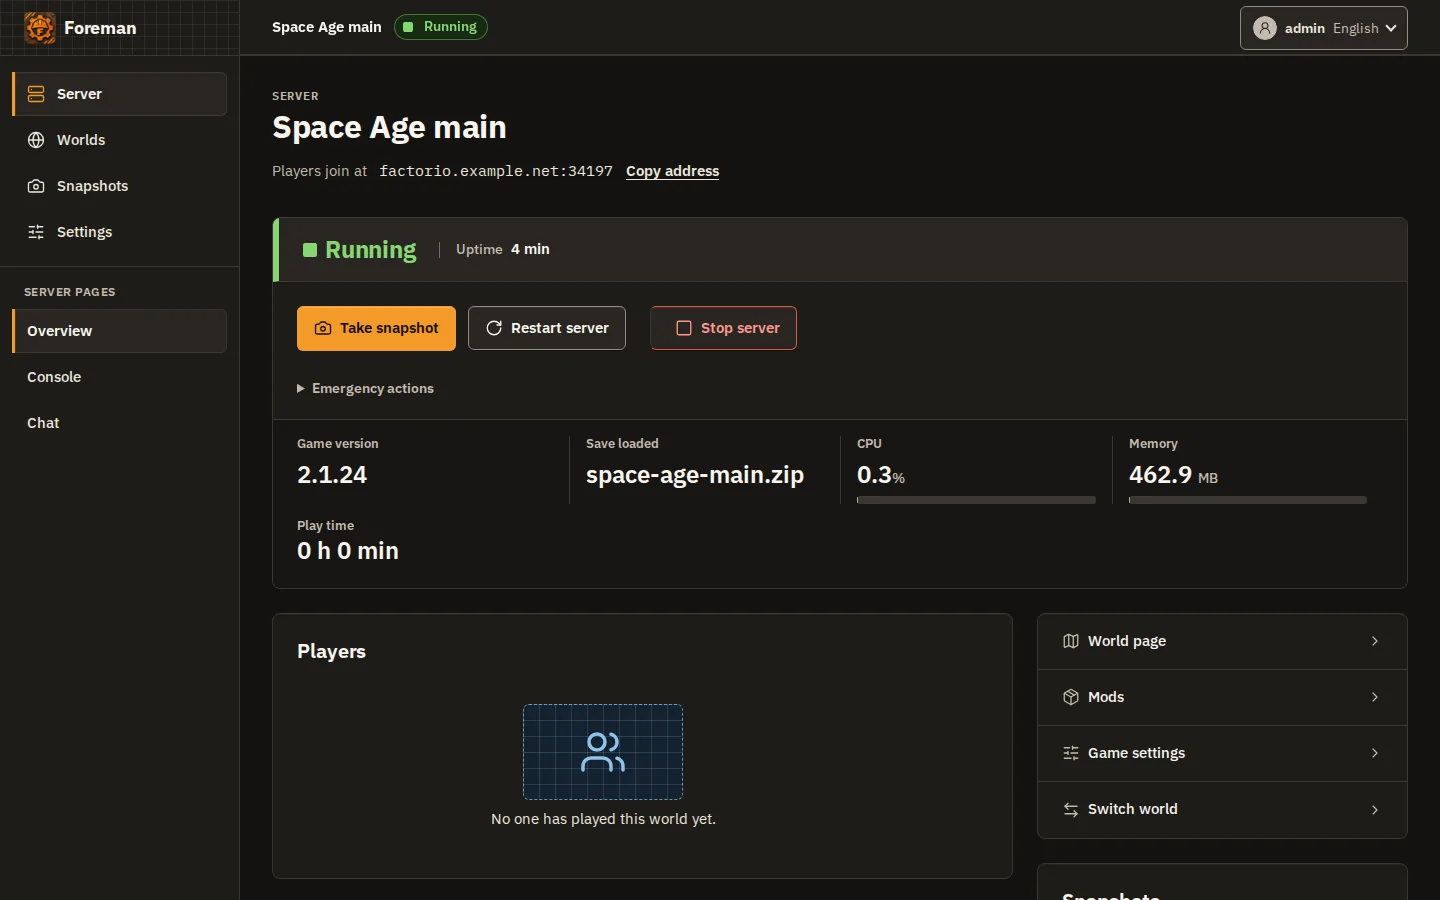 Foreman
Space Age main
Running
admin English
Server
Worlds
Snapshots
Settings
SERVER PAGES
Overview
Console
Chat
SERVER
Space Age main
Players join at factorio.example.net:34197 Copy address
Running
Uptime 4 min
Take snapshot
Restart server
Stop server
Emergency actions
Game version
2.1.24
Save loaded
space-age-main.zip
CPU
0.3%
Memory
462.9 MB
Play time
0 h 0 min
Players
No one has played this world yet.
World page
Mods
Game settings
Switch world
Snapshots